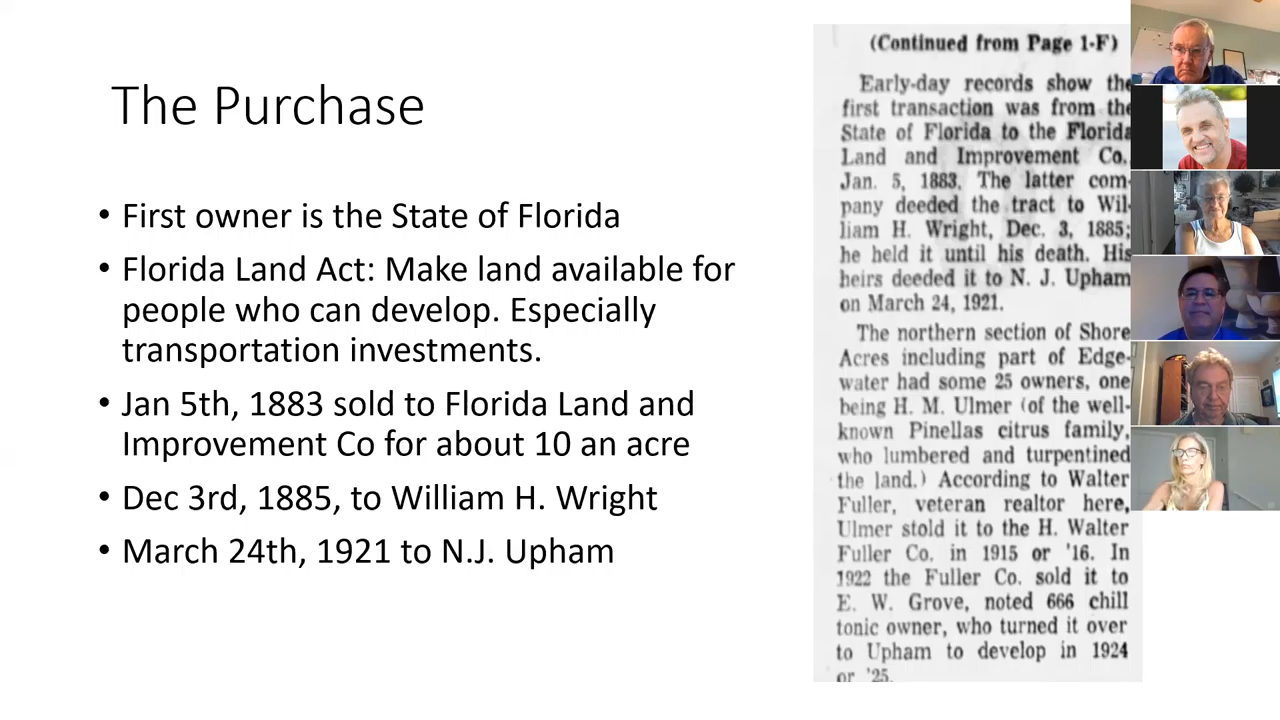 The Purchase
• First owner is the State of Florida
• Florida Land Act: Make land available for
people who can develop. Especially
transportation investments.
• Jan 5th, 1883 sold to Florida Land and
Improvement Co for about 10 an acre
• Dec 3rd, 1885, to William H. Wright
• March 24th, 1921 to N.J. Upham
(Continued from Page 1-F)
Early-day records show the
first transaction was from the
State of Florida to the Florida
Land and Improvement Co.
Jan. 5, 1883. The latter com-
pany deeded the tract to Wil-
liam H. Wright, Dec. 3, 1885;
he held it until his death. His
heirs deeded it to N. J. Upham
on March 24, 1921.
The northern section of Shore
Acres including part of Edge-
water had some 25 owners, one
being H. M. Ulmer (of the well-
known Pinellas citrus family,
who lumbered and turpentined
the land.) According to Walter
Fuller, veteran realtor here,
Ulmer stold it to the H. Walter
Fuller Co. in 1915 or '16. In
1922 the Fuller Co. sold it to
E. W. Grove, noted 666 chill
tonic owner, who turned it over
to Upham to develop in 1924
or '25.